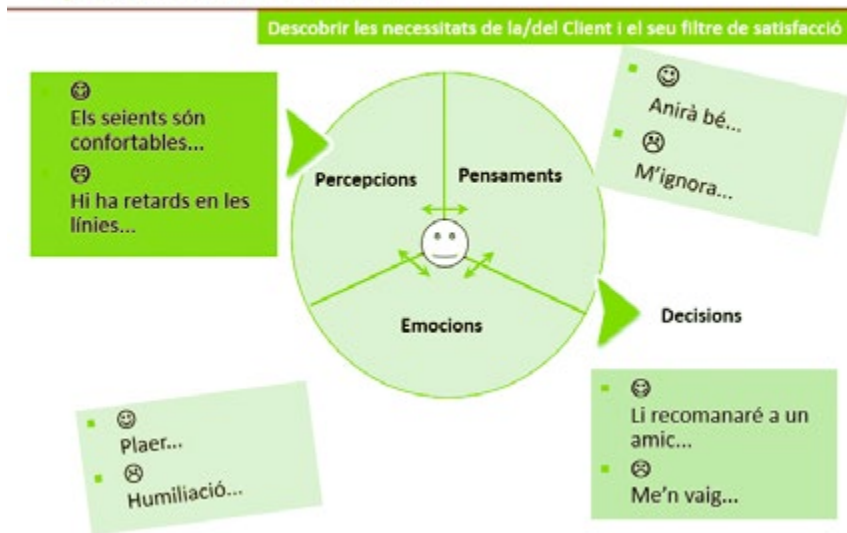 Descobrir les necessitats de la/del Client i el seu filtre de satisfacció
Els seients són
confortables...
Hi ha retards en les
línies...
Percepcions
Pensaments
Emocions
Anirà bé...
M'ignora...
Decisions
Plaer...
Humiliació...
Li recomanaré a un
amic...
Me'n vaig...